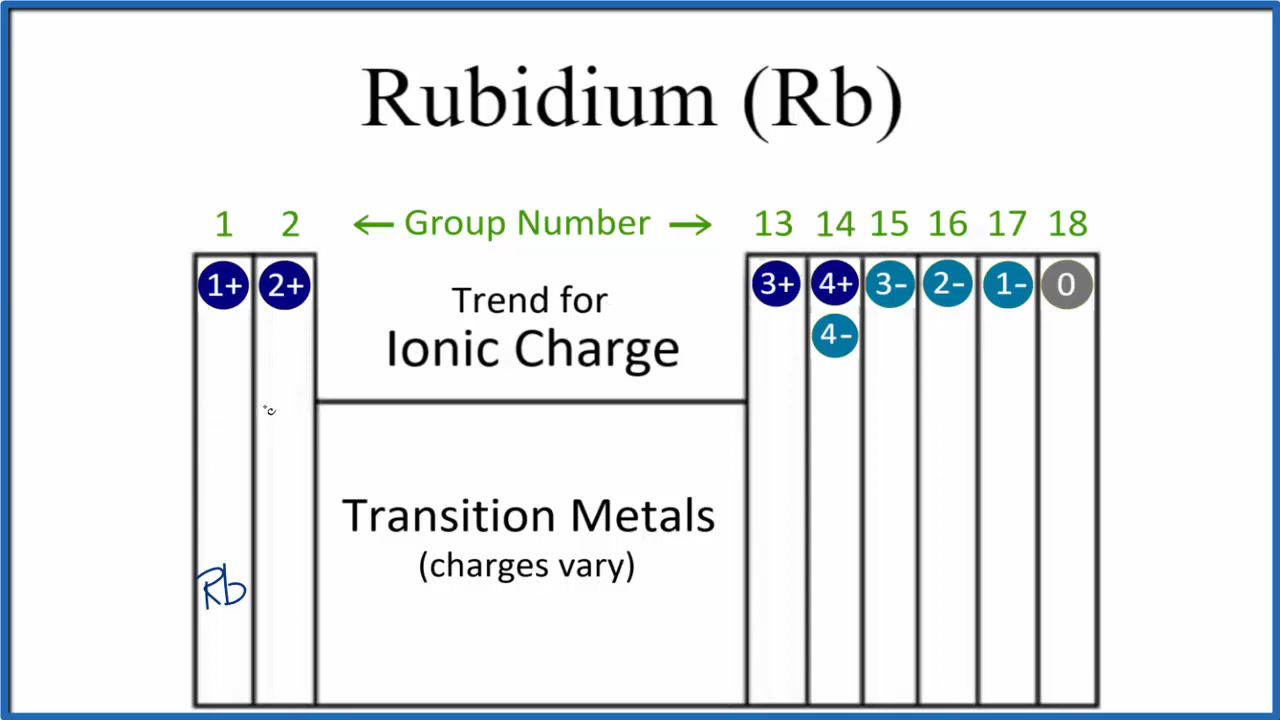 Rubidium (Rb)
1 2 ← Group Number → 13 14 15 16 17 18
1+ 2+ 3+ 4+ 3- 2- 1- 0
4-
Trend for
Ionic Charge
Transition Metals
(charges vary)
Rb